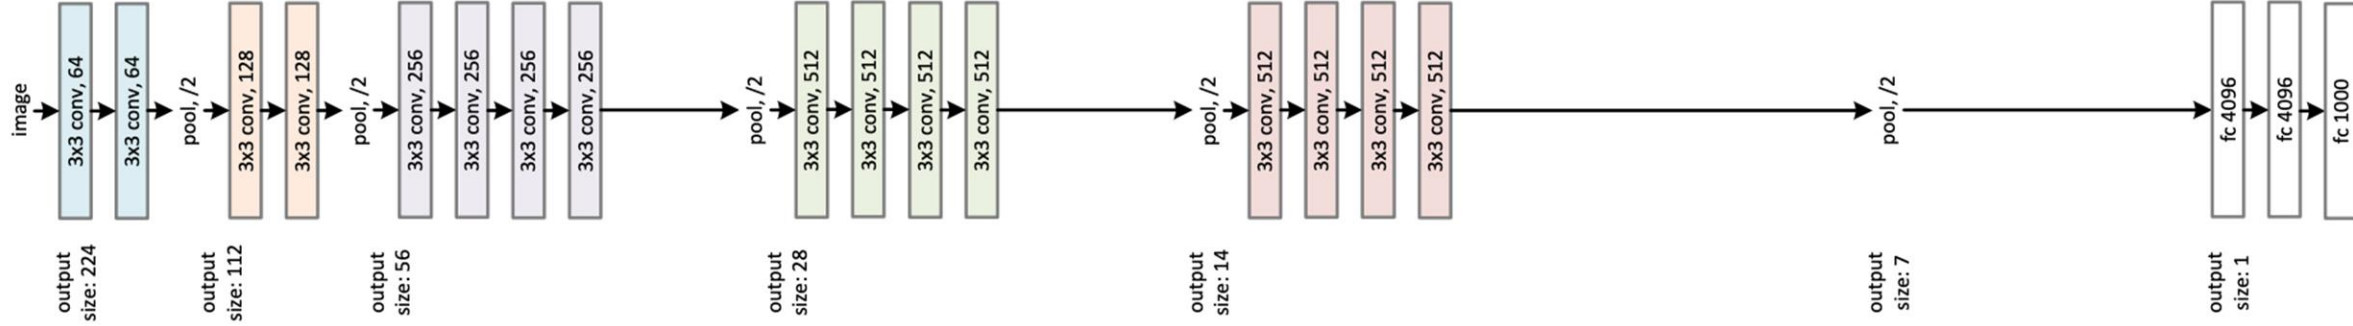 image
3x3 conv, 64
3x3 conv, 64
pool, /2
3x3 conv, 128
3x3 conv, 128
pool, /2
3x3 conv, 256
3x3 conv, 256
3x3 conv, 256
3x3 conv, 256
pool, /2
3x3 conv, 512
3x3 conv, 512
3x3 conv, 512
3x3 conv, 512
pool, /2
3x3 conv, 512
3x3 conv, 512
3x3 conv, 512
3x3 conv, 512
pool, /2
fc 4096
fc 4096
fc 1000
output
size: 224
output
size: 112
output
size: 56
output
size: 28
output
size: 14
output
size: 7
output
size: 1